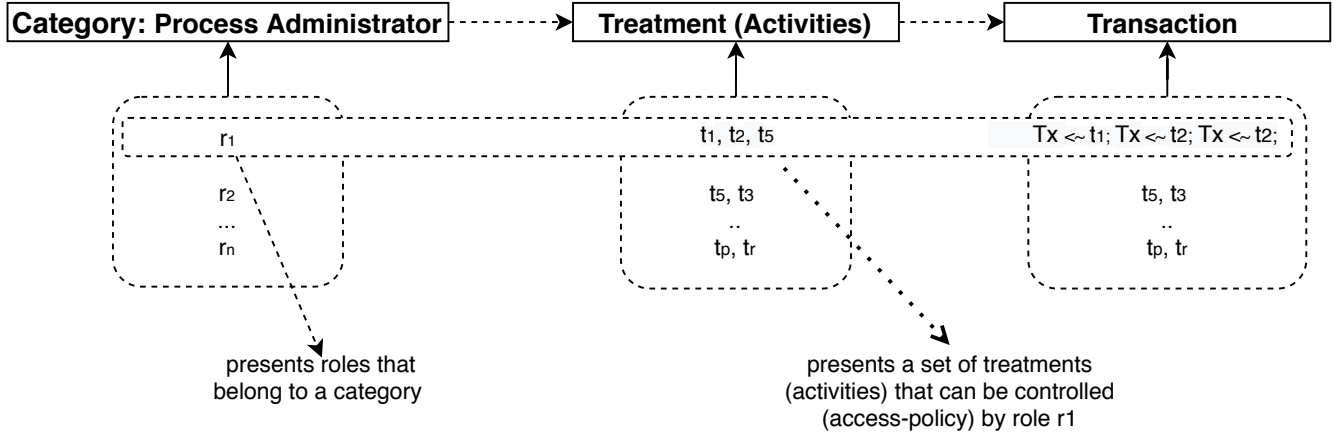 Category: Process Administrator
Treatment (Activities)
Transaction
r1
t1, t2, t5
Tx <~ t1; Tx <~ t2; Tx <~ t2;
r2
t5, t3
t5, t3
...
..
..
rn
tp, tr
tp, tr
presents roles that
belong to a category
presents a set of treatments
(activities) that can be controlled
(access-policy) by role r1